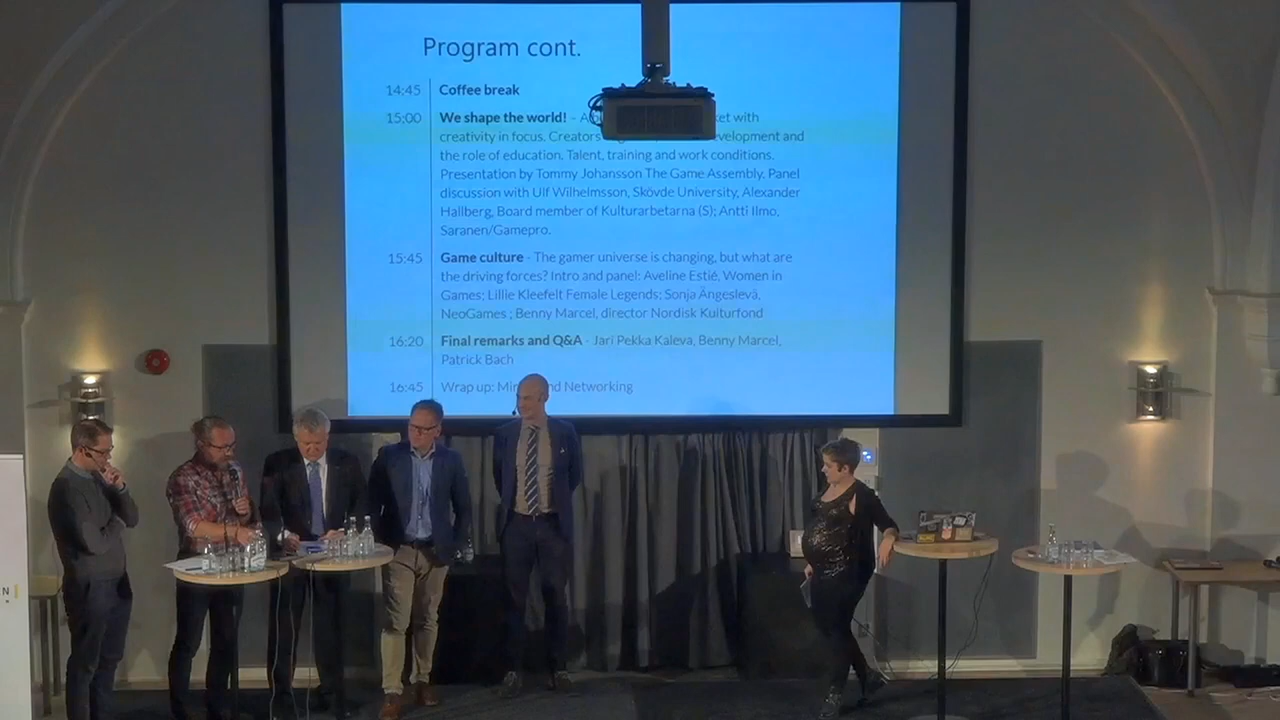 Program cont.
14:45 Coffee break
15:00 We shape the world! - A ket with
creativity in focus. Creators evelopment and
the role of education. Talent, training and work conditions.
Presentation by Tommy Johansson The Game Assembly. Panel
discussion with Ulf Wilhelmsson, Skövde University, Alexander
Hallberg, Board member of Kulturarbetarna (S); Antti Ilmo,
Saranen/Gamepro.
15:45 Game culture - The gamer universe is changing, but what are
the driving forces? Intro and panel: Aveline Estié, Women in
Games; Lillie Kleefelt Female Legends; Sonja Ängeslevä,
NeoGames ; Benny Marcel, director Nordisk Kulturfond
16:20 Final remarks and Q&A - Jari Pekka Kaleva, Benny Marcel,
Patrick Bach
16:45 Wrap up: nd Networking
N